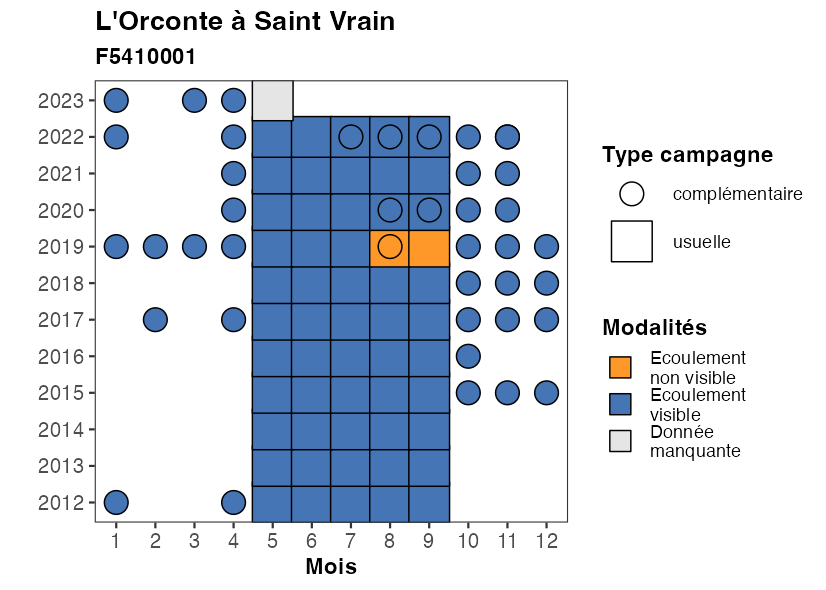 L'Orconte à Saint Vrain
F5410001
2023
2022
2021
2020
2019
2018
2017
2016
2015
2014
2013
2012
1 2 3 4 5 6 7 8 9 10 11 12
Mois
Type campagne
complémentaire
usuelle
Modalités
Ecoulement
non visible
Ecoulement
visible
Donnée
manquante